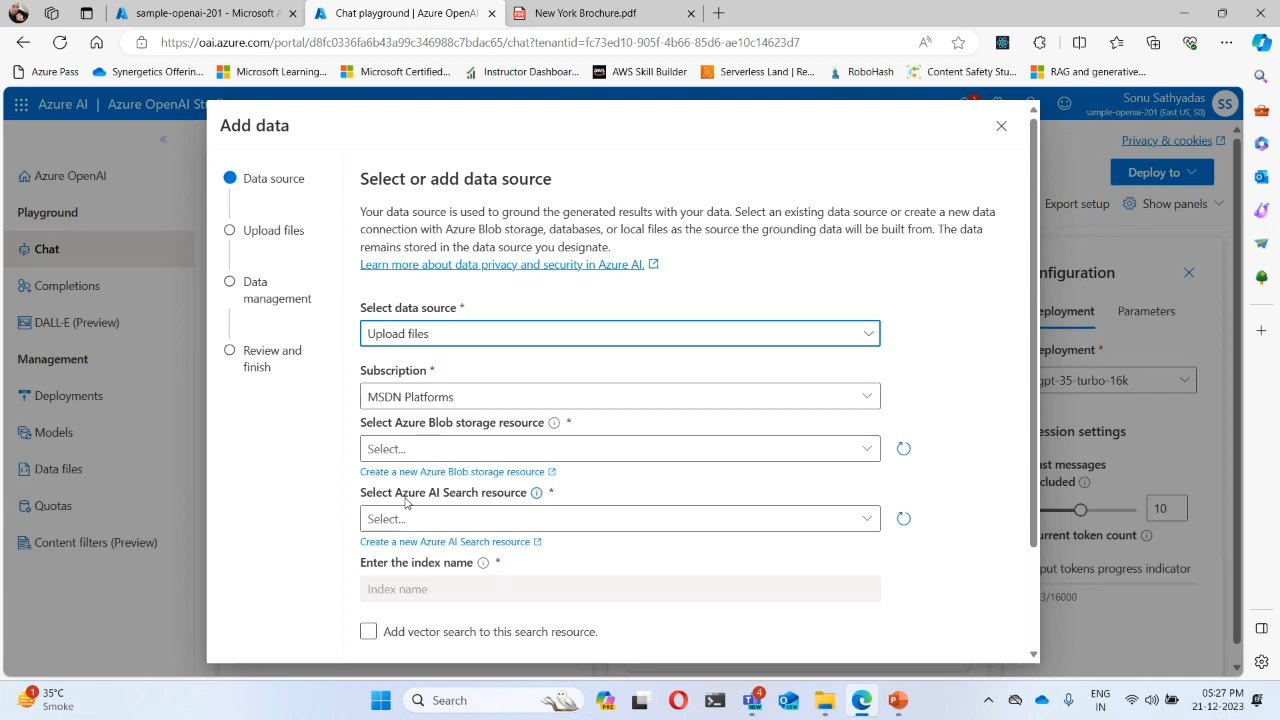 sample-openai-201 - Microsoft A
Chat playground - Azure OpenAI
New York Brochure.pdf
https://oai.azure.com/portal/d8fc0336fa6b43a99c346988c7bdac65/chat?tenantid=fc73ed10-905f-4b66-85d6-ae10c14623d7
Azure Pass
SynergeticOfferin...
Microsoft Learning...
Microsoft Certified...
Instructor Dashboar...
AWS Skill Builder
Serverless Land | Re...
RoboHash
Content Safety Stu...
RAG and generative...
Azure AI | Azure OpenAI Stu
Sonu Sathyadas
sample-openai-201 (East US, S0)
SS
Privacy & cookies
Deploy to
Export setup
Show panels
Azure OpenAI
Playground
Chat
Completions
DALL·E (Preview)
Management
Deployments
Models
Data files
Quotas
Content filters (Preview)
Add data
Data source
Upload files
Data
management
Review and
finish
Select or add data source
Your data source is used to ground the generated results with your data. Select an existing data source or create a new data
connection with Azure Blob storage, databases, or local files as the source the grounding data will be built from. The data
remains stored in the data source you designate.
Learn more about data privacy and security in Azure AI.
Select data source *
Upload files
Subscription *
MSDN Platforms
Select Azure Blob storage resource *
Select...
Create a new Azure Blob storage resource
Select Azure AI Search resource *
Select...
Create a new Azure AI Search resource
Enter the index name *
Index name
Add vector search to this search resource.
nfiguration
eployment
Parameters
eployment *
gpt-35-turbo-16k
ession settings
ast messages
cluded
10
urrent token count
put tokens progress indicator
3/16000
1
35°C
Smoke
Search
PRE
NEW
4
NEW
ENG
IN
05:27 PM
21-12-2023